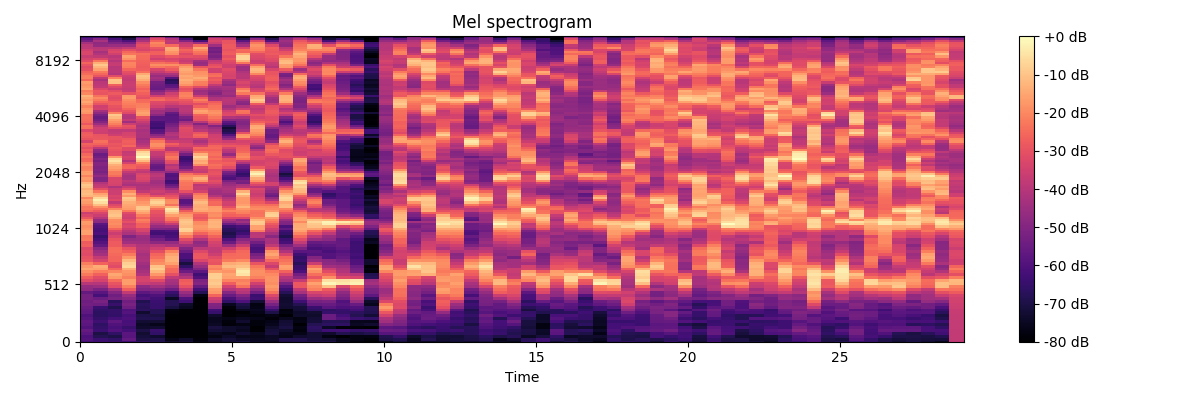 Mel spectrogram
Hz
8192
4096
2048
1024
512
0
0 5 10 15 20 25
Time
+0 dB
-10 dB
-20 dB
-30 dB
-40 dB
-50 dB
-60 dB
-70 dB
-80 dB